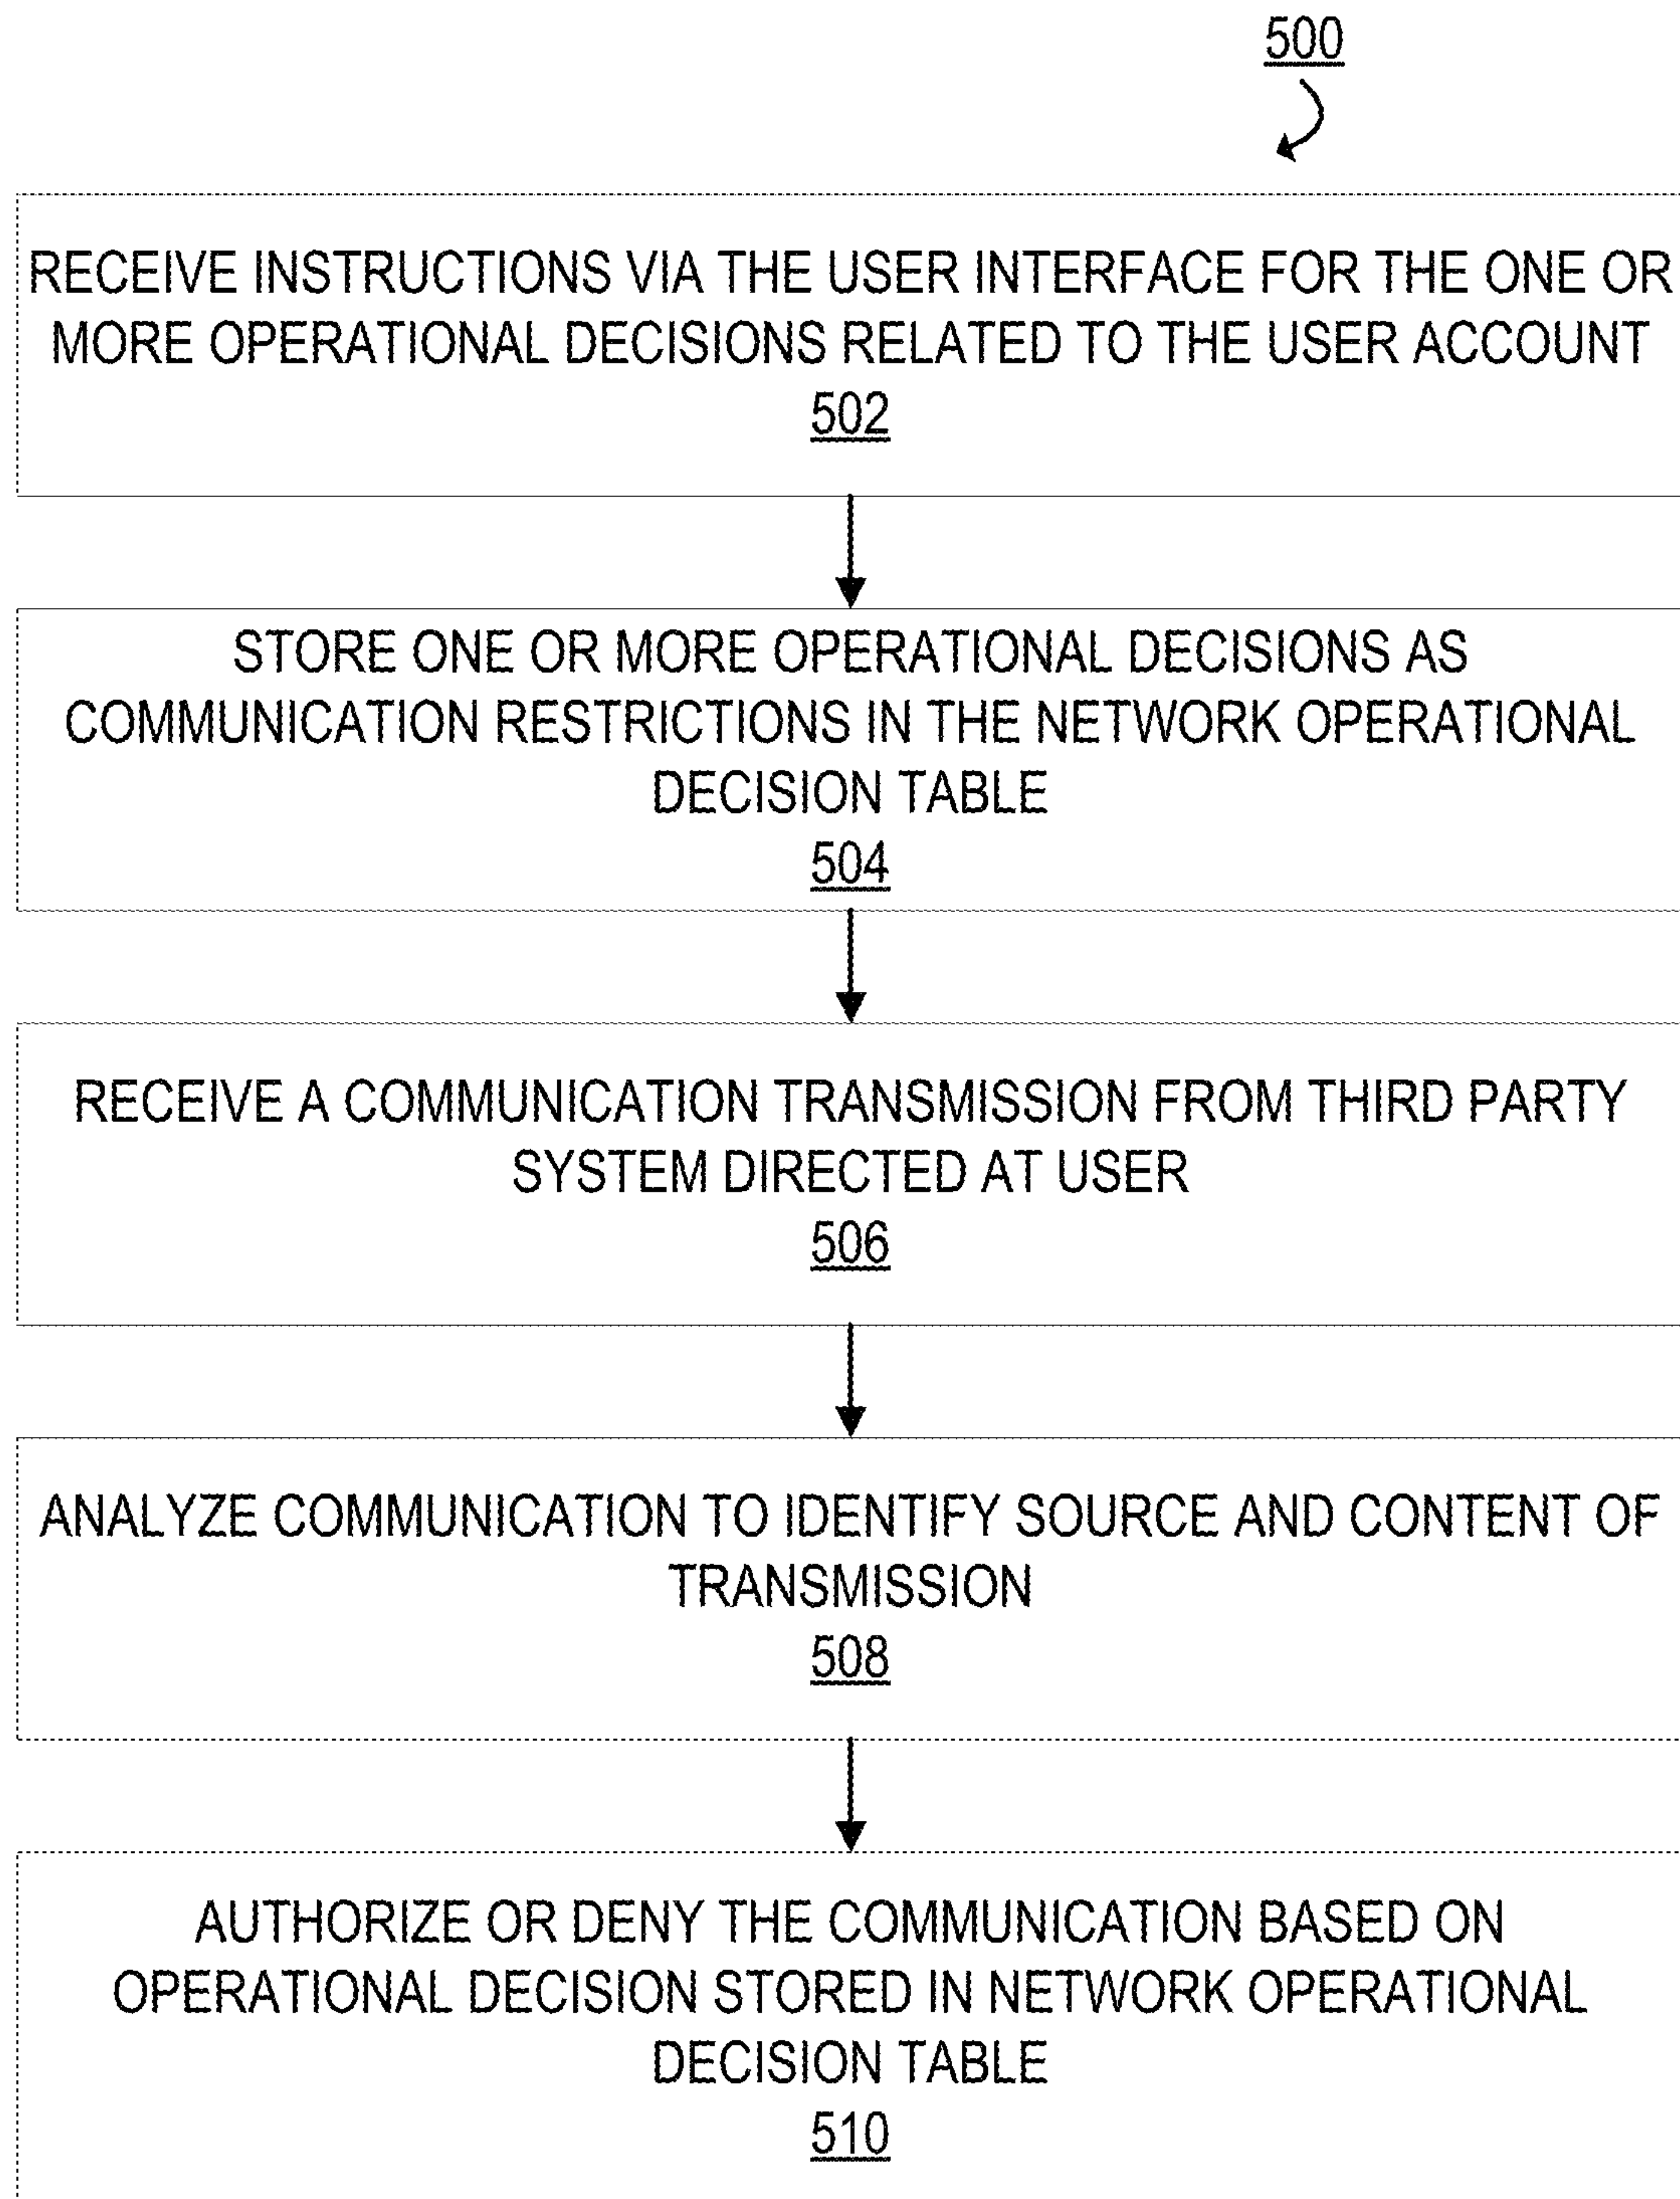 500
RECEIVE INSTRUCTIONS VIA THE USER INTERFACE FOR THE ONE OR
MORE OPERATIONAL DECISIONS RELATED TO THE USER ACCOUNT
502
STORE ONE OR MORE OPERATIONAL DECISIONS AS
COMMUNICATION RESTRICTIONS IN THE NETWORK OPERATIONAL
DECISION TABLE
504
RECEIVE A COMMUNICATION TRANSMISSION FROM THIRD PARTY
SYSTEM DIRECTED AT USER
506
ANALYZE COMMUNICATION TO IDENTIFY SOURCE AND CONTENT OF
TRANSMISSION
508
AUTHORIZE OR DENY THE COMMUNICATION BASED ON
OPERATIONAL DECISION STORED IN NETWORK OPERATIONAL
DECISION TABLE
510